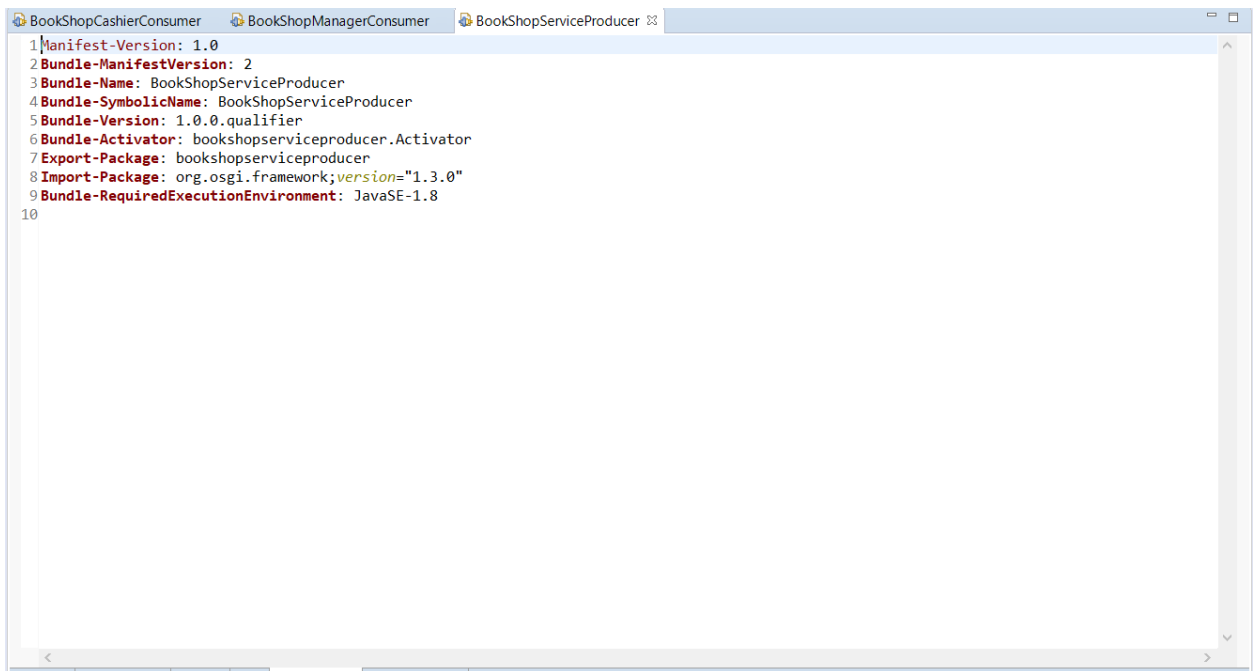 BookShopCashierConsumer BookShopManagerConsumer BookShopServiceProducer
1 Manifest-Version: 1.0
2 Bundle-ManifestVersion: 2
3 Bundle-Name: BookShopServiceProducer
4 Bundle-SymbolicName: BookShopServiceProducer
5 Bundle-Version: 1.0.0.qualifier
6 Bundle-Activator: bookshopserviceproducer.Activator
7 Export-Package: bookshopserviceproducer
8 Import-Package: org.osgi.framework;version="1.3.0"
9 Bundle-RequiredExecutionEnvironment: JavaSE-1.8
10